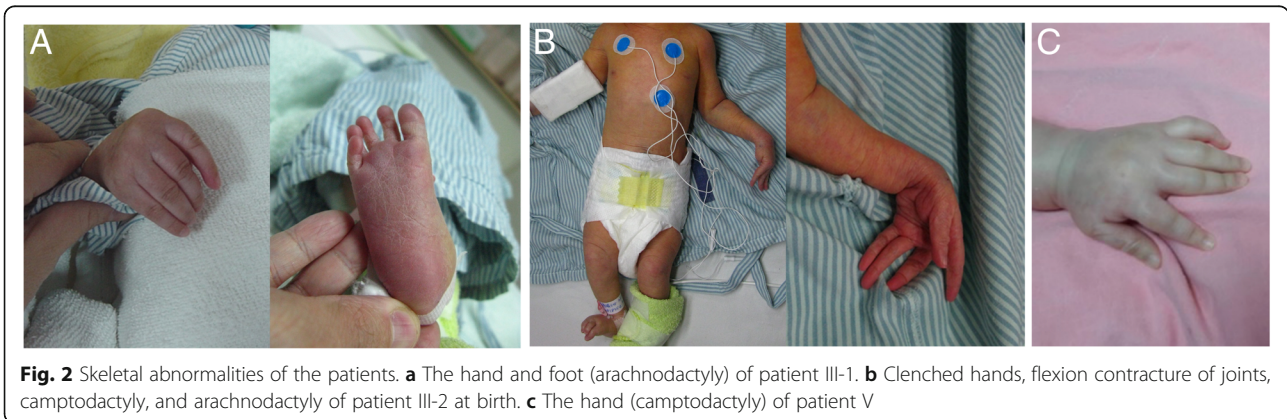 A
B
C
Fig. 2 Skeletal abnormalities of the patients. a The hand and foot (arachnodactyly) of patient III-1. b Clenched hands, flexion contracture of joints,
camptodactyly, and arachnodactyly of patient III-2 at birth. c The hand (camptodactyly) of patient V